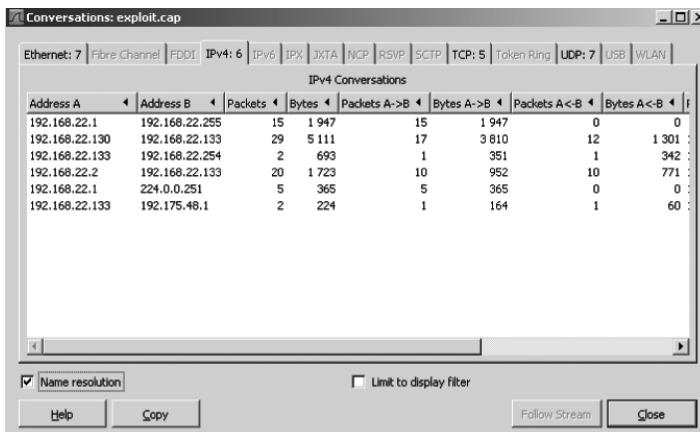 Conversations: exploit.cap
Ethernet: 7 Fibre Channel FDDI IPv4: 6 IPv6 IPX JXTA NCP RSVP SCTP TCP: 5 Token Ring UDP: 7 USB WLAN
IPv4 Conversations
Address A Address B Packets Bytes Packets A->B Bytes A->B Packets A<-B Bytes A<-B
192.168.22.1 192.168.22.255 15 1 947 15 1 947 0 0
192.168.22.130 192.168.22.133 29 5 111 17 3 810 12 1 301
192.168.22.133 192.168.22.254 2 693 1 351 1 342
192.168.22.2 192.168.22.133 20 1 723 10 952 10 771
192.168.22.1 224.0.0.251 5 365 5 365 0 0
192.168.22.133 192.175.48.1 2 224 1 164 1 60
Name resolution Limit to display filter
Help Copy Follow Stream Close